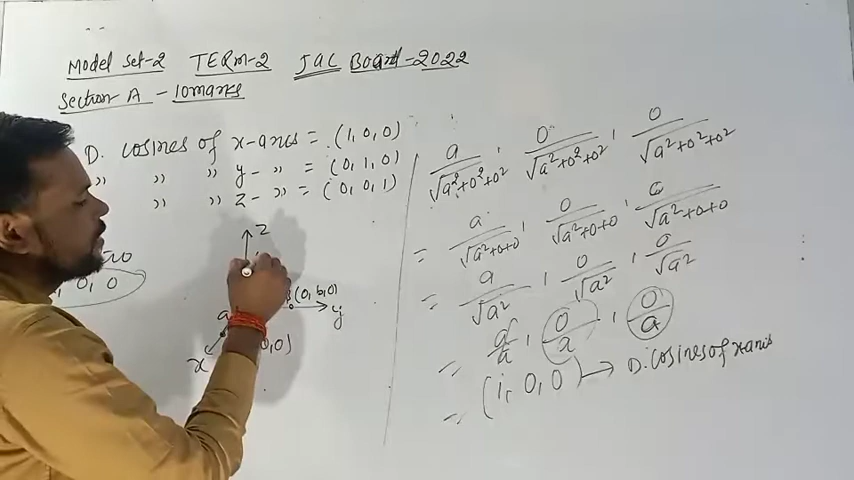 Model Set-2 TERM-2 JAC Board-2022
Section A - 10marks
D. cosines of x-axis = (1, 0, 0)
,, ,, ,, y- ,, = (0, 1, 0)
,, ,, ,, z- ,, = (0, 0, 1)
, 0, 0
z
(0, b, 0)
y
a
0, 0)
x
a/√a²+0²+0² , 0/√a²+0²+0² , 0/√a²+0²+0²
= a/√a²+0+0 , 0/√a²+0+0 , 0/√a²+0+0
= a/√a² , 0/√a² , 0/√a²
= a/a , 0/a , 0/a
= (1, 0, 0) → D. cosines of x-axis